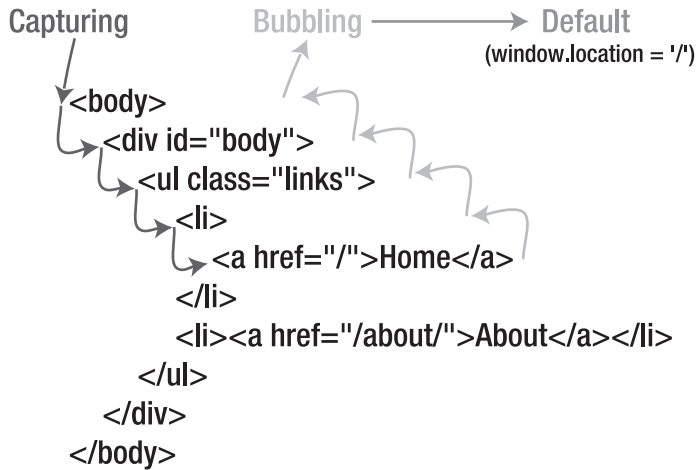 Capturing Bubbling Default
(window.location = '/')
<body>
<div id="body">
<ul class="links">
<li>
<a href="/">Home</a>
</li>
<li><a href="/about/">About</a></li>
</ul>
</div>
</body>